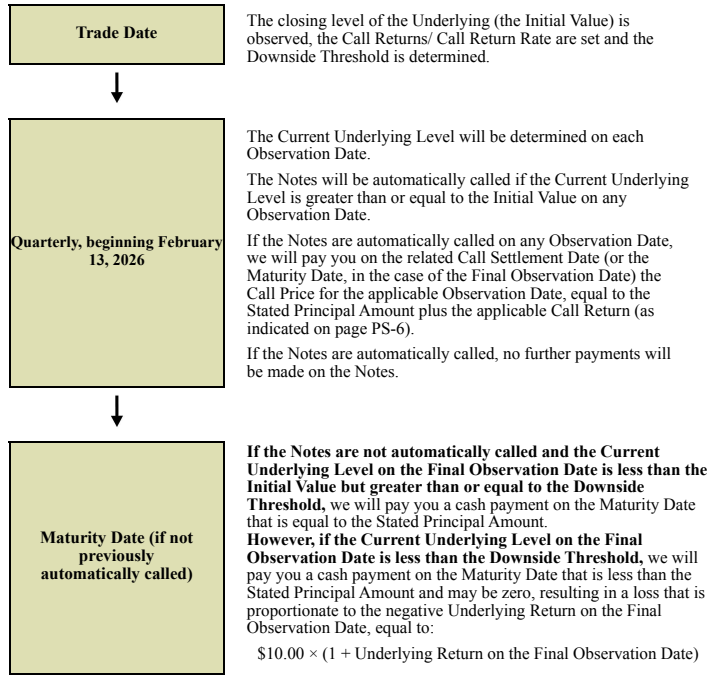 Trade Date
The closing level of the Underlying (the Initial Value) is
observed, the Call Returns/ Call Return Rate are set and the
Downside Threshold is determined.
Quarterly, beginning February
13, 2026
The Current Underlying Level will be determined on each
Observation Date.
The Notes will be automatically called if the Current Underlying
Level is greater than or equal to the Initial Value on any
Observation Date.
If the Notes are automatically called on any Observation Date,
we will pay you on the related Call Settlement Date (or the
Maturity Date, in the case of the Final Observation Date) the
Call Price for the applicable Observation Date, equal to the
Stated Principal Amount plus the applicable Call Return (as
indicated on page PS-6).
If the Notes are automatically called, no further payments will
be made on the Notes.
Maturity Date (if not
previously
automatically called)
If the Notes are not automatically called and the Current
Underlying Level on the Final Observation Date is less than the
Initial Value but greater than or equal to the Downside
Threshold, we will pay you a cash payment on the Maturity Date
that is equal to the Stated Principal Amount.
However, if the Current Underlying Level on the Final
Observation Date is less than the Downside Threshold, we will
pay you a cash payment on the Maturity Date that is less than the
Stated Principal Amount and may be zero, resulting in a loss that is
proportionate to the negative Underlying Return on the Final
Observation Date, equal to:
$10.00 × (1 + Underlying Return on the Final Observation Date)